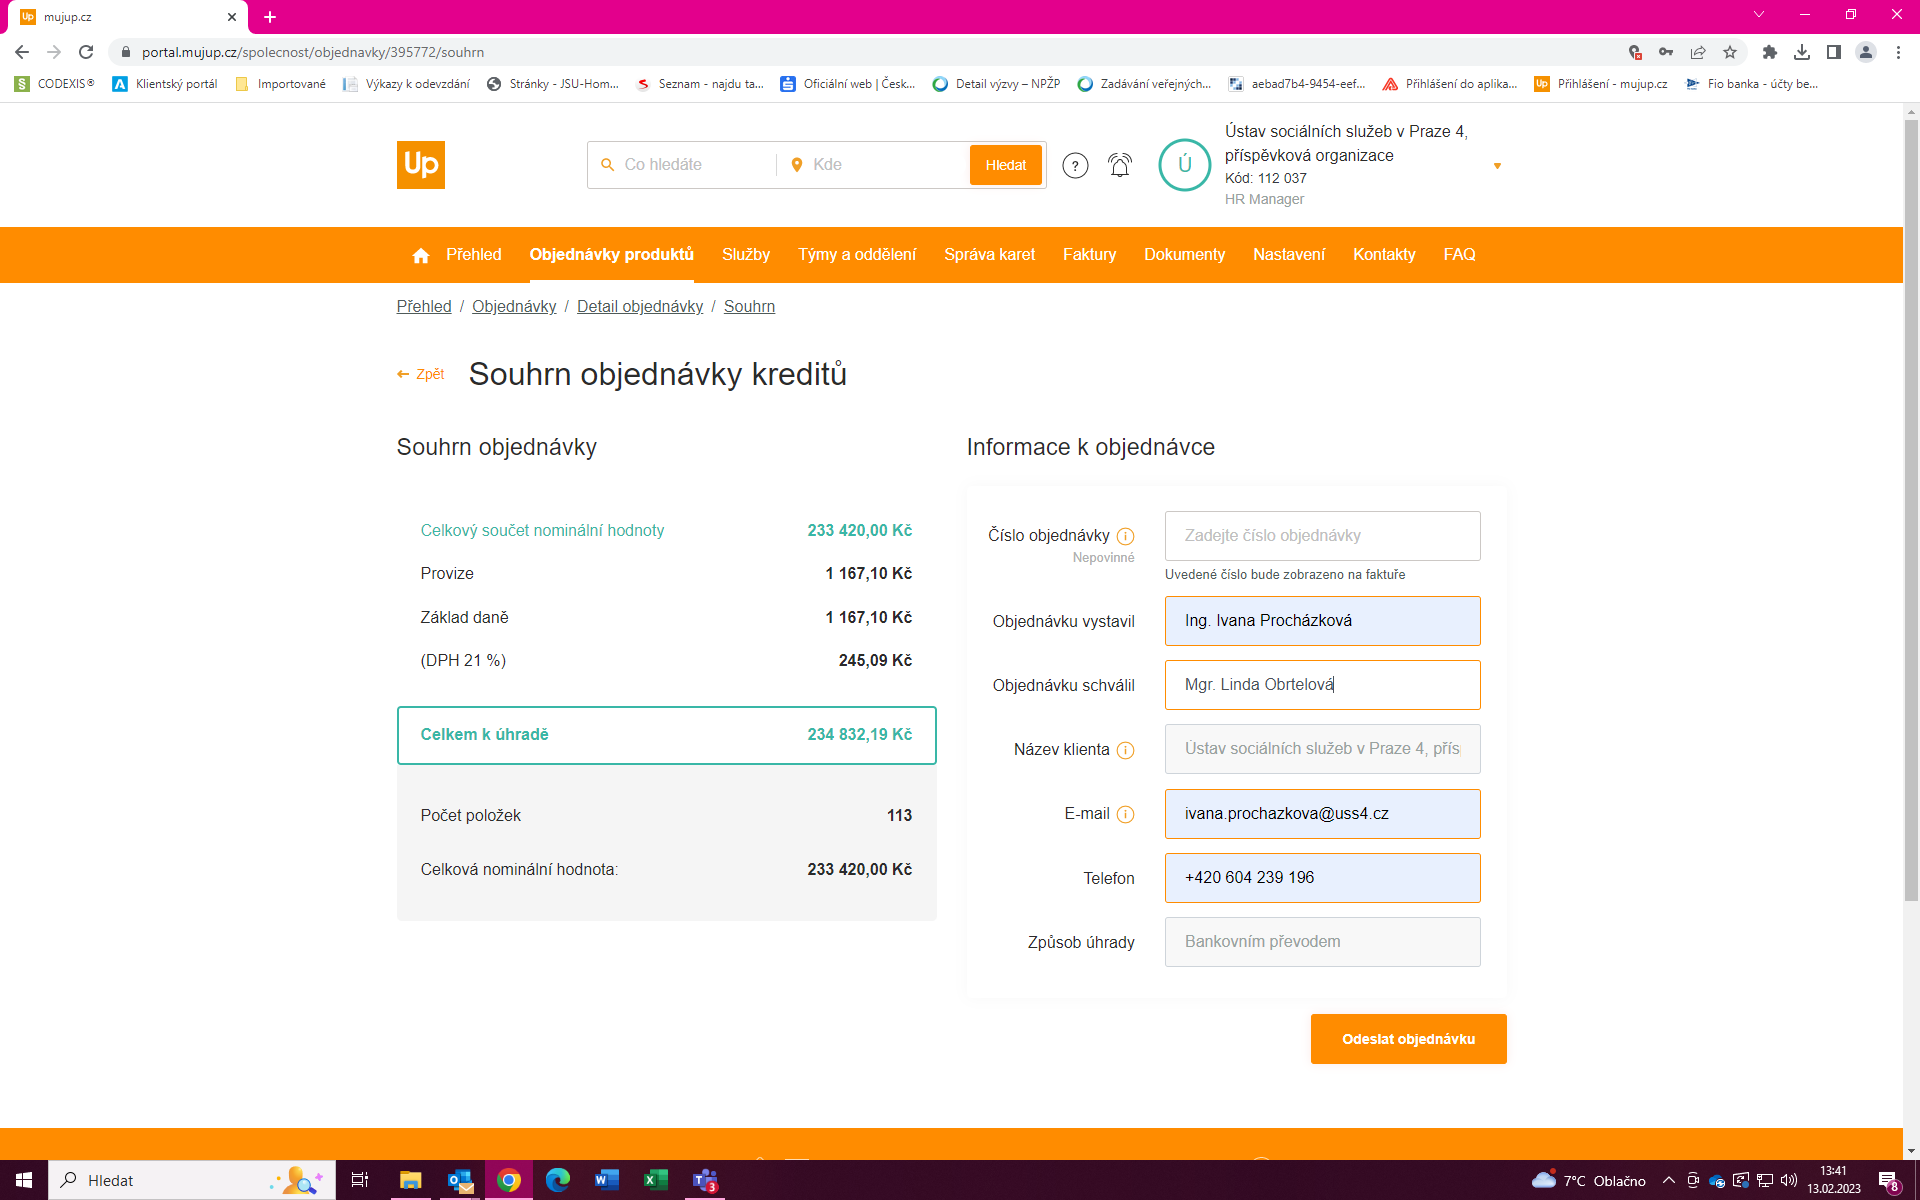 Up mujup.cz
portal.mujup.cz/spolecnost/objednavky/395772/souhrn
CODEXIS®
Klientský portál
Importované
Výkazy k odevzdání
Stránky - JSU-Hom...
Seznam - najdu ta...
Oficiální web | Česk...
Detail výzvy – NPŽP
Zadávání veřejných...
aebad7b4-9454-eef...
Přihlášení do aplika...
Up Přihlášení - mujup.cz
Fio banka - účty be...
Up
Co hledáte
Kde
Hledat
?
Ú
Ústav sociálních služeb v Praze 4,
příspěvková organizace
Kód: 112 037
HR Manager
Přehled Objednávky produktů Služby Týmy a oddělení Správa karet Faktury Dokumenty Nastavení Kontakty FAQ
Přehled / Objednávky / Detail objednávky / Souhrn
Zpět
Souhrn objednávky kreditů
Souhrn objednávky
Celkový součet nominální hodnoty 233 420,00 Kč
Provize 1 167,10 Kč
Základ daně 1 167,10 Kč
(DPH 21 %) 245,09 Kč
Celkem k úhradě 234 832,19 Kč
Počet položek 113
Celková nominální hodnota: 233 420,00 Kč
Informace k objednávce
Číslo objednávky
Nepovinné
Zadejte číslo objednávky
Uvedené číslo bude zobrazeno na faktuře
Objednávku vystavil Ing. Ivana Procházková
Objednávku schválil Mgr. Linda Obrtelová
Název klienta Ústav sociálních služeb v Praze 4, přís
E-mail ivana.prochazkova@uss4.cz
Telefon +420 604 239 196
Způsob úhrady Bankovním převodem
Odeslat objednávku
Hledat
7°C Oblačno
13:41
13.02.2023
8
3